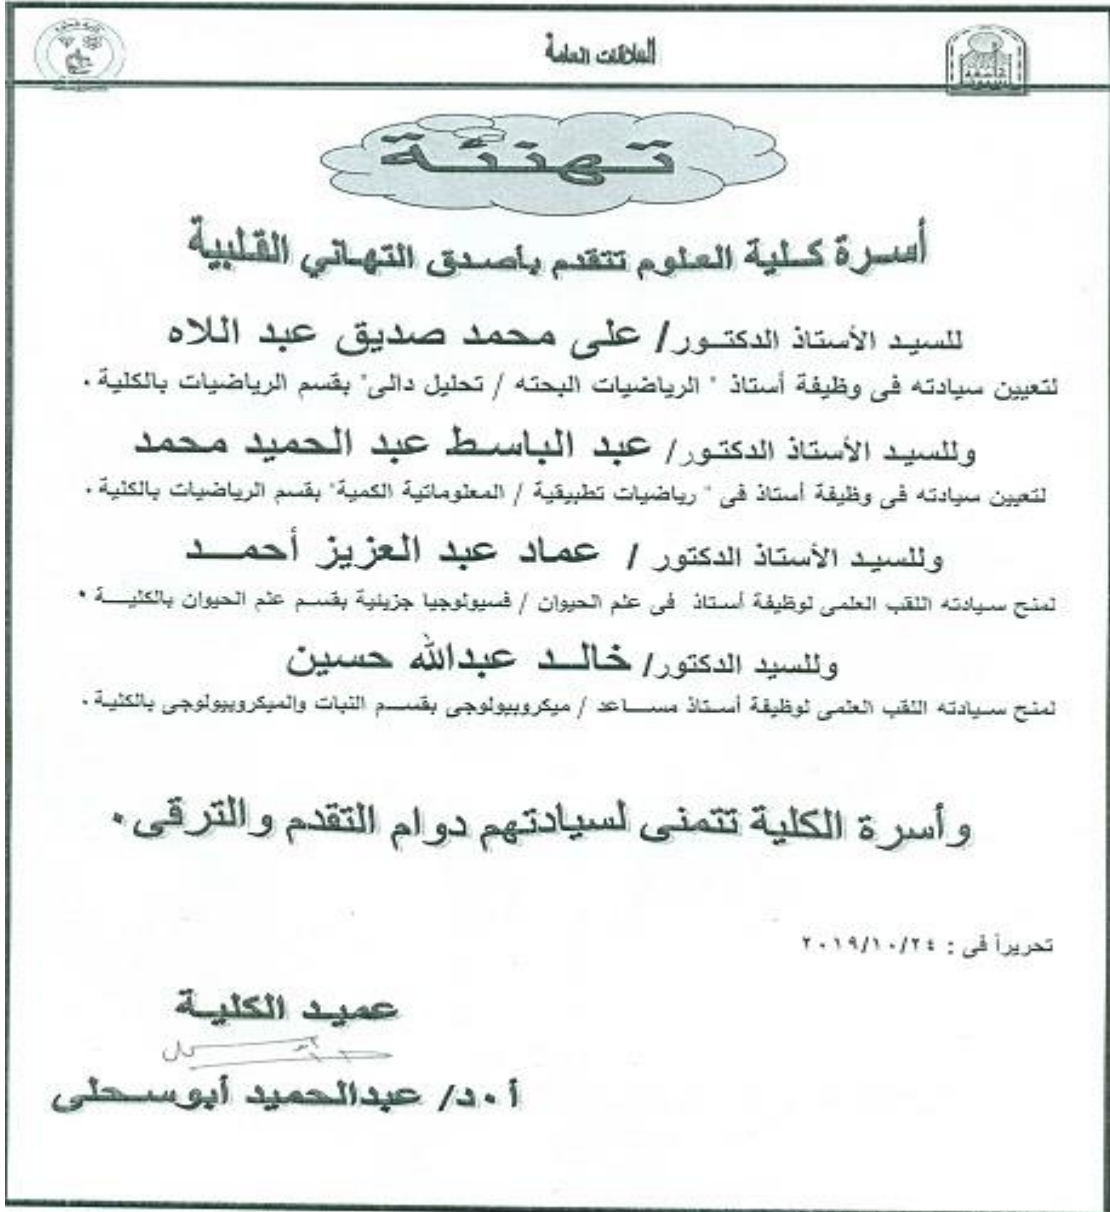 العلاقات العامة
تهنئة
أسرة كلية العلوم تتقدم بأصدق التهاني القلبية
للسيد الأستاذ الدكتور/ على محمد صديق عبد اللاه
لتعيين سيادته فى وظيفة أستاذ " الرياضيات البحته / تحليل دالى" بقسم الرياضيات بالكلية .
وللسيد الأستاذ الدكتور/ عبد الباسط عبد الحميد محمد
لتعيين سيادته فى وظيفة أستاذ فى " رياضيات تطبيقية / المعلوماتية الكمية" بقسم الرياضيات بالكلية .
وللسيد الأستاذ الدكتور / عماد عبد العزيز أحمد
لمنح سيادته اللقب العلمى لوظيفة أستاذ فى علم الحيوان / فسيولوجيا جزيئية بقسم علم الحيوان بالكلية .
وللسيد الدكتور/ خالد عبدالله حسين
لمنح سيادته اللقب العلمى لوظيفة أستاذ مساعد / ميكروبيولوجى بقسم النبات والميكروبيولوجى بالكلية .
وأسرة الكلية تتمنى لسيادتهم دوام التقدم والترقى .
تحريراً فى : ٢٠١٩/١٠/٢٤
عميد الكلية
أ.د/ عبدالحميد أبوسحلى